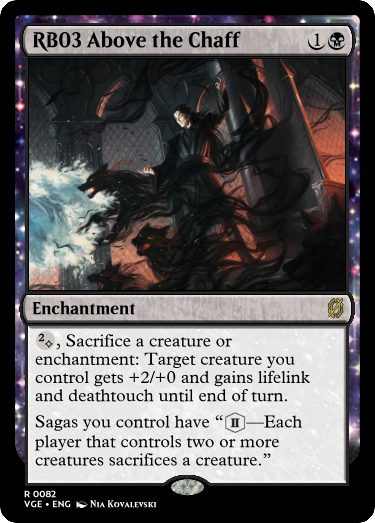 RB03 Above the Chaff 1
Enchantment
2, Sacrifice a creature or
enchantment: Target creature you
control gets +2/+0 and gains lifelink
and deathtouch until end of turn.
Sagas you control have “II—Each
player that controls two or more
creatures sacrifices a creature.”
R 0082
VGE • ENG Nia Kovalevski